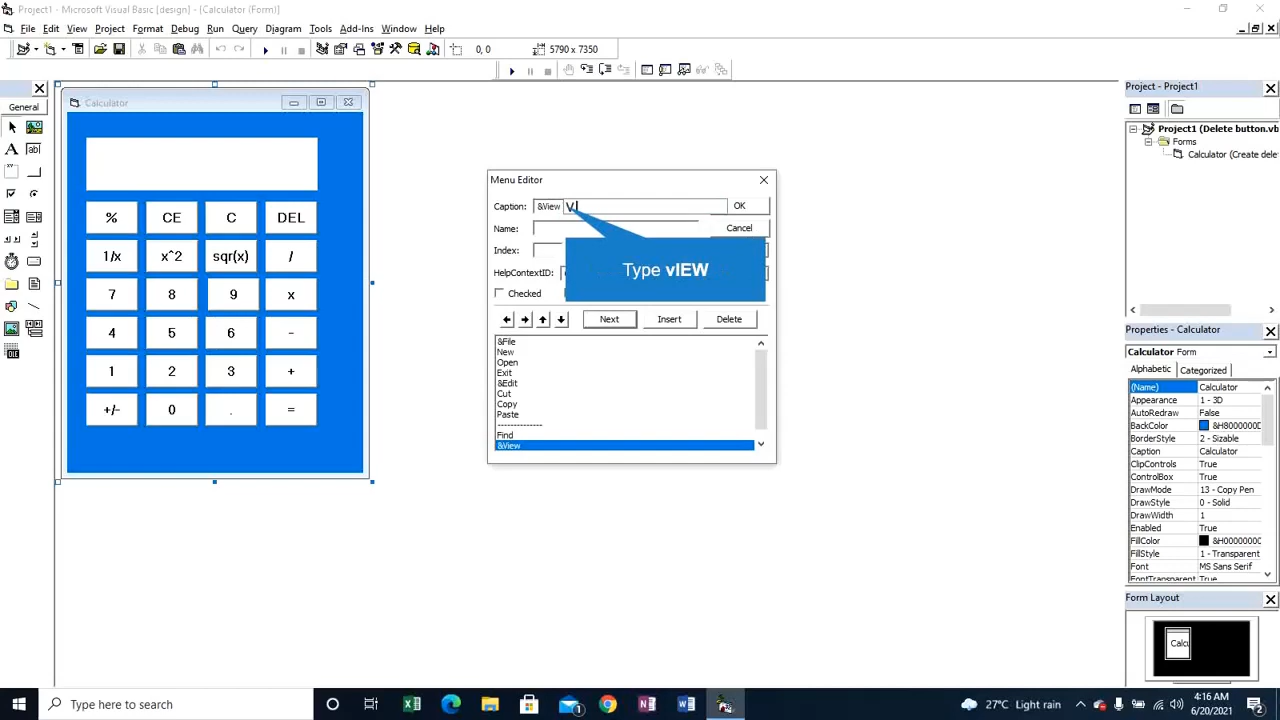 Project1 - Microsoft Visual Basic [design] - [Calculator (Form)]
File Edit View Project Format Debug Run Query Diagram Tools Add-Ins Window Help
0, 0 5790 x 7350
General
Calculator
% CE C DEL
1/x x^2 sqr(x) /
7 8 9 x
4 5 6 -
1 2 3 +
+/- 0 . =
Menu Editor
Caption: &View V OK
Name: Cancel
Index:
HelpContextID:
Type vIEW
Checked
Next Insert Delete
&File
New
Open
Exit
&Edit
Cut
Copy
Paste
--------------
Find
&View
Project - Project1
Project1 (Delete button.vb
Forms
Calculator (Create dele
Properties - Calculator
Calculator Form
Alphabetic Categorized
(Name) Calculator
Appearance 1 - 3D
AutoRedraw False
BackColor &H8000000D
BorderStyle 2 - Sizable
Caption Calculator
ClipControls True
ControlBox True
DrawMode 13 - Copy Pen
DrawStyle 0 - Solid
DrawWidth 1
Enabled True
FillColor &H00000000
FillStyle 1 - Transparent
Font MS Sans Serif
FontTransparent True
Form Layout
Calcu
Type here to search
27°C Light rain
4:16 AM
6/20/2021